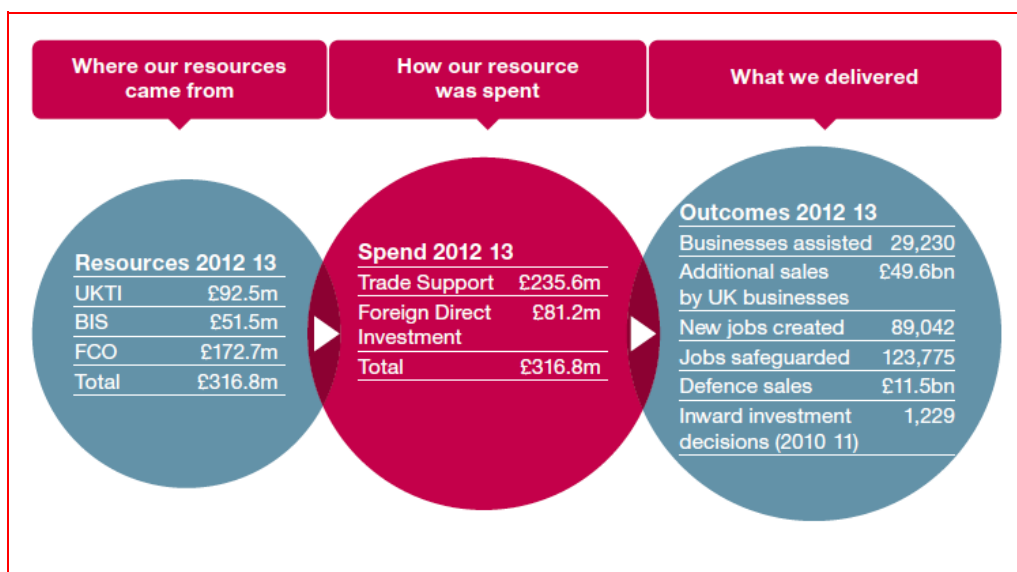 Where our resources
came from
How our resource
was spent
What we delivered
Resources 2012 13
UKTI £92.5m
BIS £51.5m
FCO £172.7m
Total £316.8m
Spend 2012 13
Trade Support £235.6m
Foreign Direct £81.2m
Investment
Total £316.8m
Outcomes 2012 13
Businesses assisted 29,230
Additional sales £49.6bn
by UK businesses
New jobs created 89,042
Jobs safeguarded 123,775
Defence sales £11.5bn
Inward investment 1,229
decisions (2010 11)